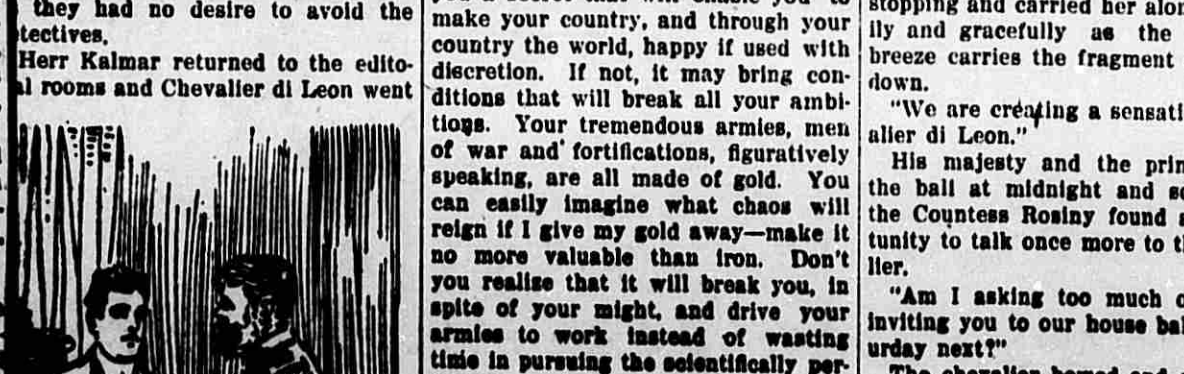 they had no desire to avoid the
tectives.
Herr Kalmar returned to the edito-
al rooms and Chevalier di Leon went
make your country, and through your
country the world, happy if used with
discretion. If not, it may bring con-
ditions that will break all your ambi-
tions. Your tremendous armies, men
of war and fortifications, figuratively
speaking, are all made of gold. You
can easily imagine what chaos will
reign if I give my gold away—make it
no more valuable than iron. Don't
you realize that it will break you, in
spite of your might, and drive your
armies to work instead of wasting
time in pursuing the scientifically per-
stopping and carried her alon
ily and gracefully as the
breeze carries the fragment
down.
"We are creating a sensati
alier di Leon."
His majesty and the prin
the ball at midnight and s
the Countess Rosiny found a
tunity to talk once more to t
lier.
"Am I asking too much o
inviting you to our house bal
urday next?"
The chevalier bowed and